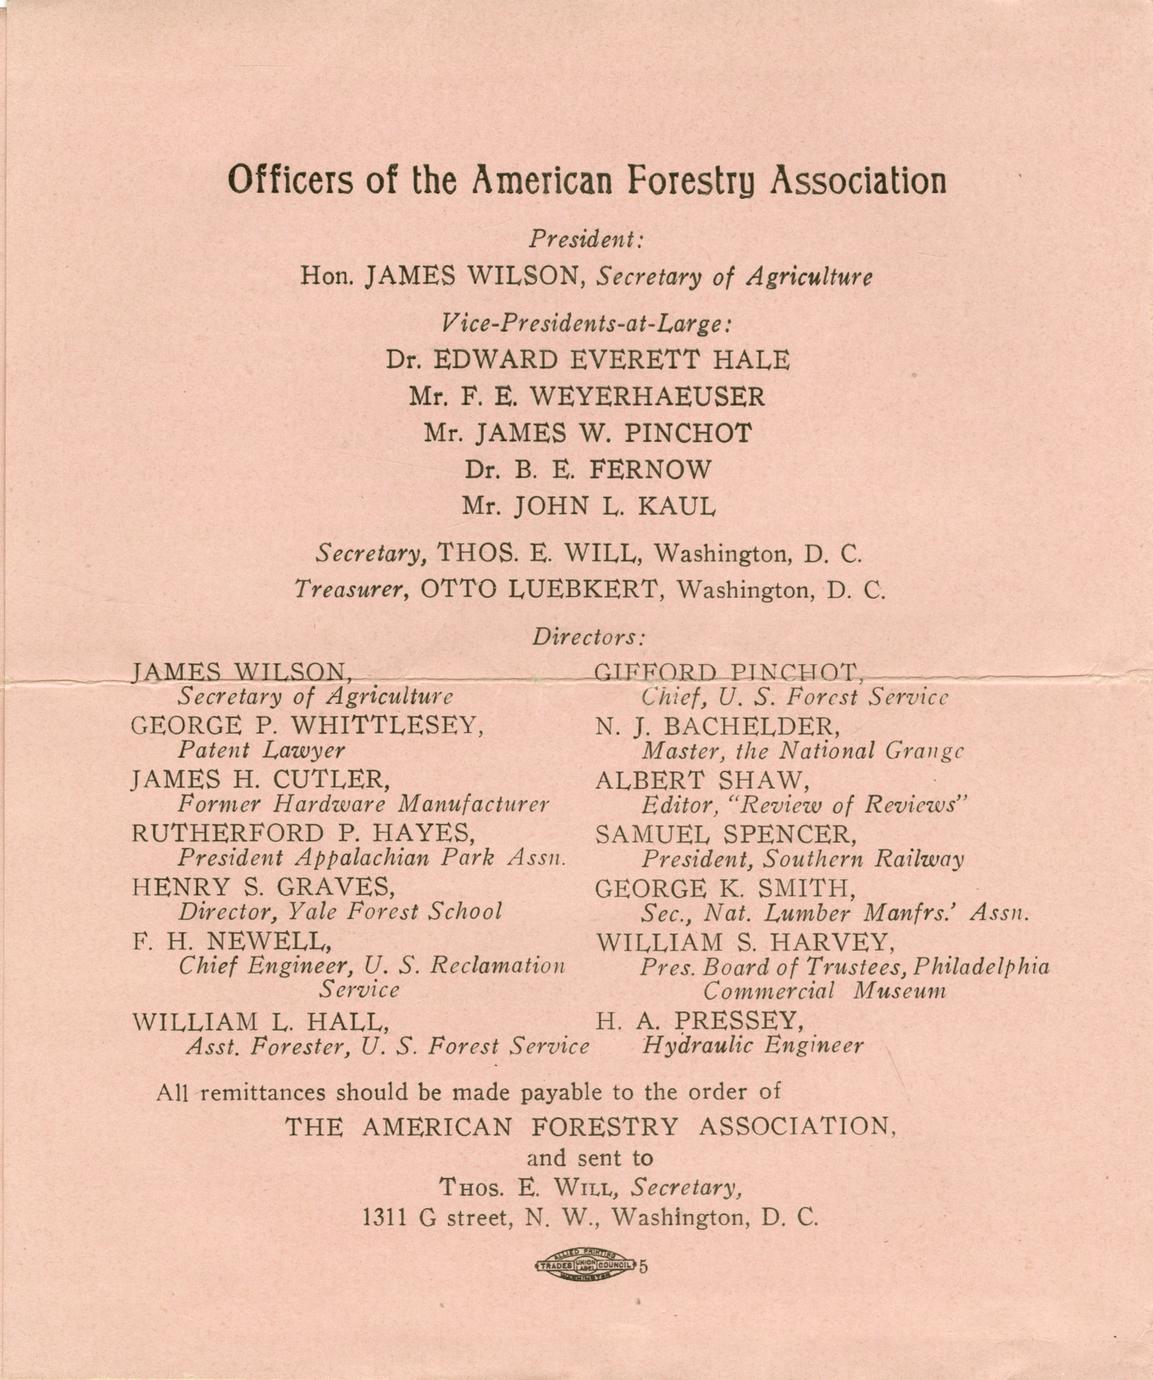 Officers of the American Forestry Association
President:
Hon. JAMES WILSON, Secretary of Agriculture
Vice-Presidents-at-Large:
Dr. EDWARD EVERETT HALE
Mr. F. E. WEYERHAEUSER
Mr. JAMES W. PINCHOT
Dr. B. E. FERNOW
Mr. JOHN L. KAUL
Secretary, THOS. E. WILL, Washington, D. C.
Treasurer, OTTO LUEBKERT, Washington, D. C.
Directors:
JAMES WILSON,
Secretary of Agriculture
GEORGE P. WHITTLESEY,
Patent Lawyer
JAMES H. CUTLER,
Former Hardware Manufacturer
RUTHERFORD P. HAYES,
President Appalachian Park Assn.
HENRY S. GRAVES,
Director, Yale Forest School
F. H. NEWELL,
Chief Engineer, U. S. Reclamation
Service
WILLIAM L. HALL,
Asst. Forester, U. S. Forest Service
GIFFORD PINCHOT,
Chief, U. S. Forest Service
N. J. BACHELDER,
Master, the National Grange
ALBERT SHAW,
Editor, “Review of Reviews”
SAMUEL SPENCER,
President, Southern Railway
GEORGE K. SMITH,
Sec., Nat. Lumber Manfrs.’ Assn.
WILLIAM S. HARVEY,
Pres. Board of Trustees, Philadelphia
Commercial Museum
H. A. PRESSEY,
Hydraulic Engineer
All remittances should be made payable to the order of
THE AMERICAN FORESTRY ASSOCIATION,
and sent to
THOS. E. WILL, Secretary,
1311 G street, N. W., Washington, D. C.
ALLIED PRINTING
TRADES UNION LABEL COUNCIL 5
WASHINGTON